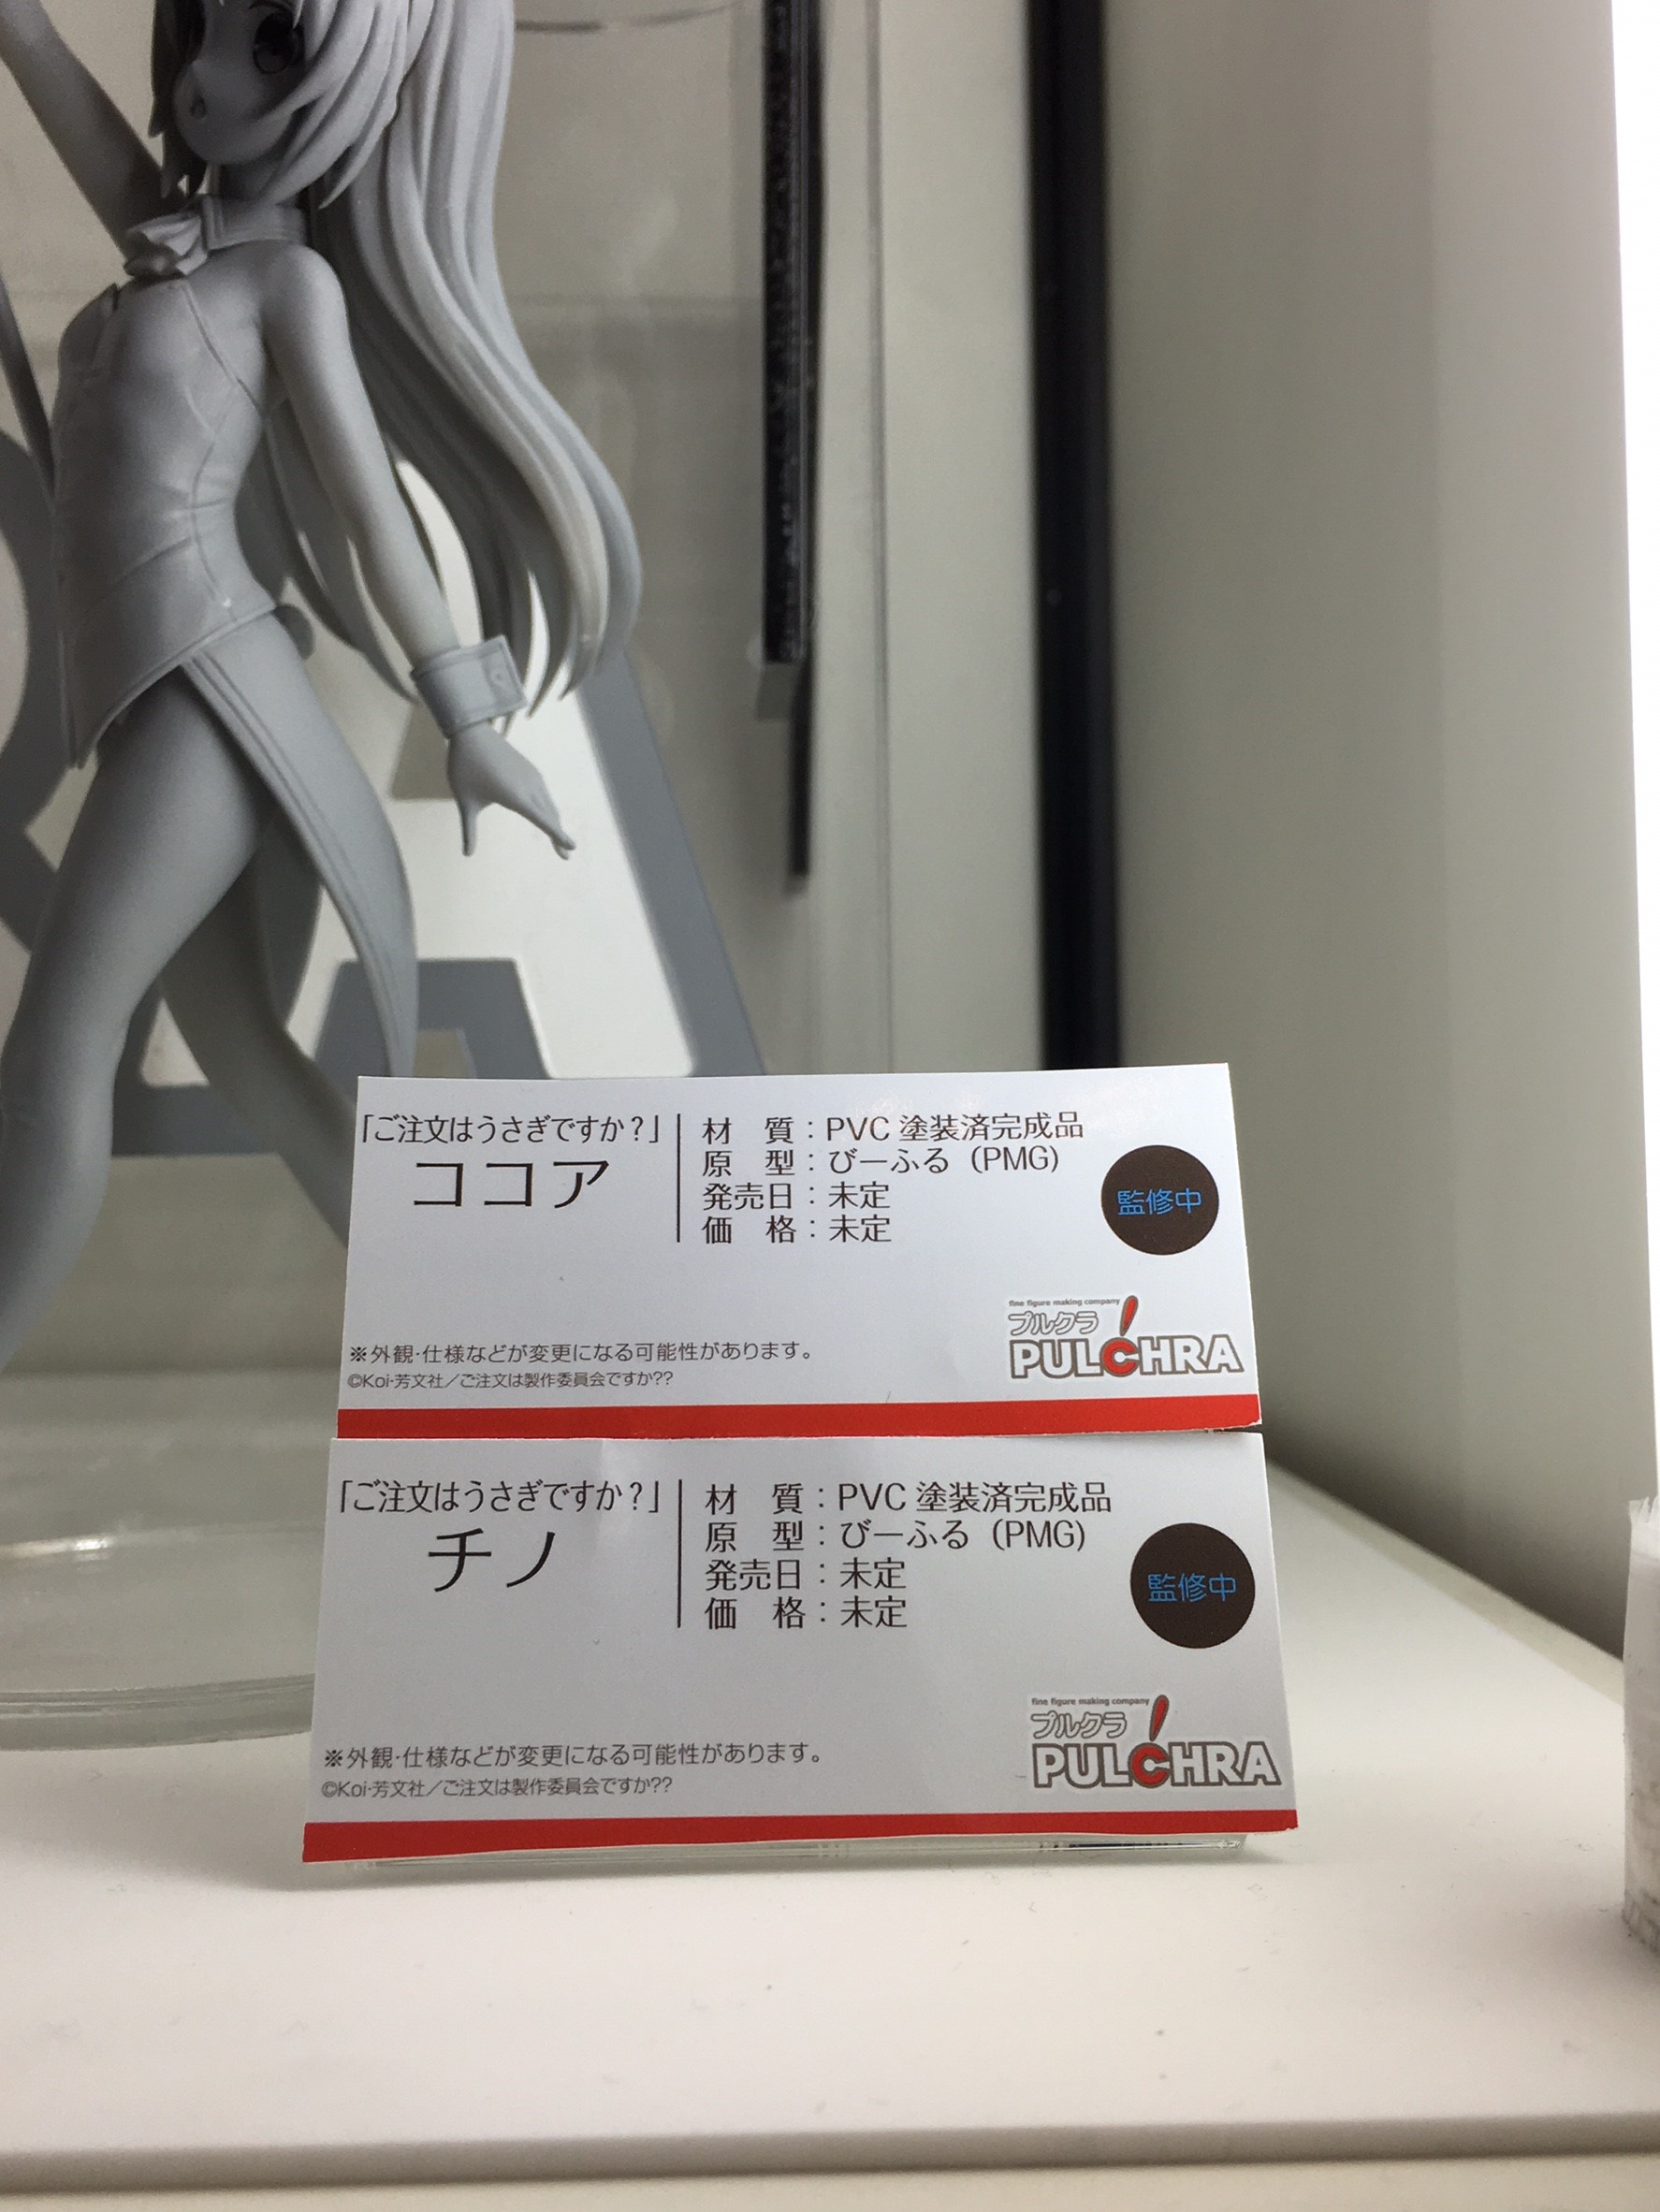 「ご注文はうさぎですか？」
ココア
材　質：PVC 塗装済完成品
原　型：びーふる（PMG）
発売日：未定
価　格：未定
監修中
※外観・仕様などが変更になる可能性があります。
©Koi・芳文社／ご注文は製作委員会ですか??
fine figure making company
プルクラ
PULCHRA
「ご注文はうさぎですか？」
チノ
材　質：PVC 塗装済完成品
原　型：びーふる（PMG）
発売日：未定
価　格：未定
監修中
※外観・仕様などが変更になる可能性があります。
©Koi・芳文社／ご注文は製作委員会ですか??
fine figure making company
プルクラ
PULCHRA